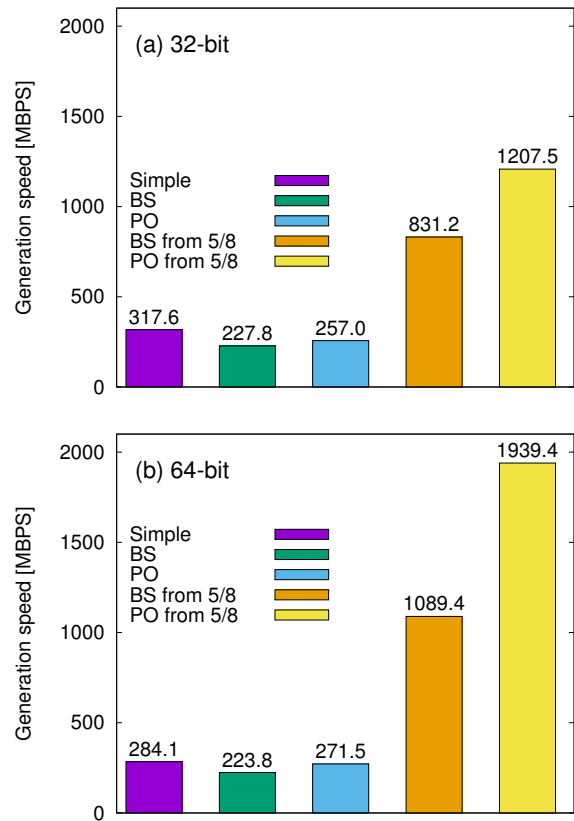 (a) 32-bit
Generation speed [MBPS]
2000
1500
1000
500
0
Simple
BS
PO
BS from 5/8
PO from 5/8
317.6
227.8
257.0
831.2
1207.5
(b) 64-bit
Generation speed [MBPS]
2000
1500
1000
500
0
Simple
BS
PO
BS from 5/8
PO from 5/8
284.1
223.8
271.5
1089.4
1939.4